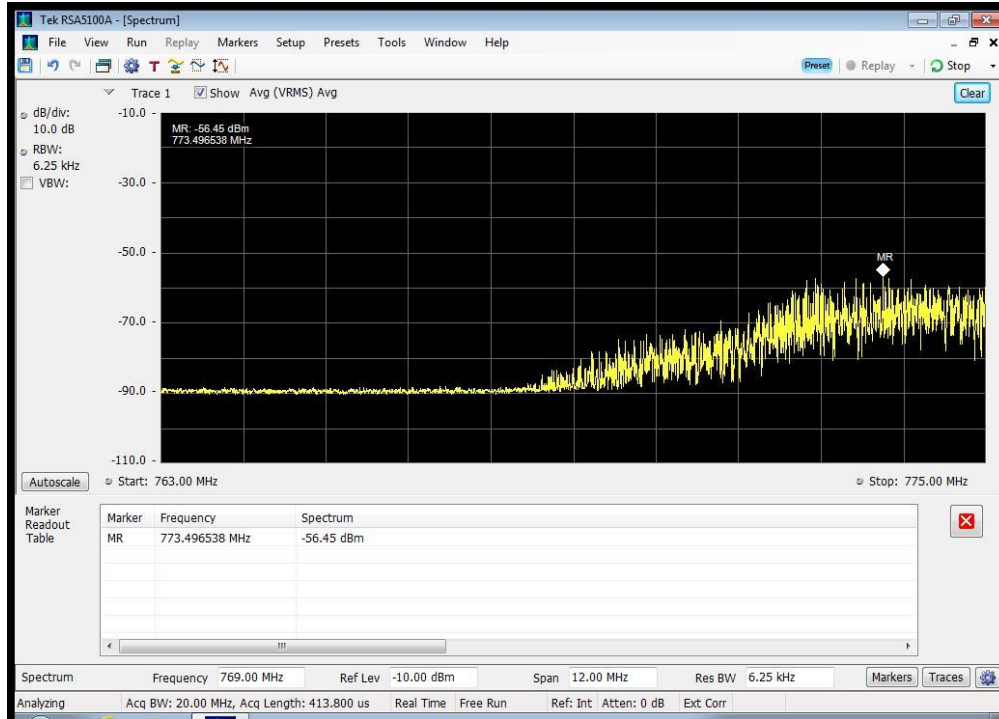 Tek RSA5100A - [Spectrum]
File View Run Replay Markers Setup Presets Tools Window Help
Preset Replay Stop
Trace 1 Show Avg (VRMS) Avg Clear
dB/div:
10.0 dB
RBW:
6.25 kHz
VBW:
-10.0
MR: -56.45 dBm
773.496538 MHz
-30.0
-50.0
MR
-70.0
-90.0
-110.0
Autoscale Start: 763.00 MHz Stop: 775.00 MHz
Marker Readout Table
Marker Frequency Spectrum
MR 773.496538 MHz -56.45 dBm
Spectrum Frequency 769.00 MHz Ref Lev -10.00 dBm Span 12.00 MHz Res BW 6.25 kHz Markers Traces
Analyzing Acq BW: 20.00 MHz, Acq Length: 413.800 us Real Time Free Run Ref: Int Atten: 0 dB Ext Corr